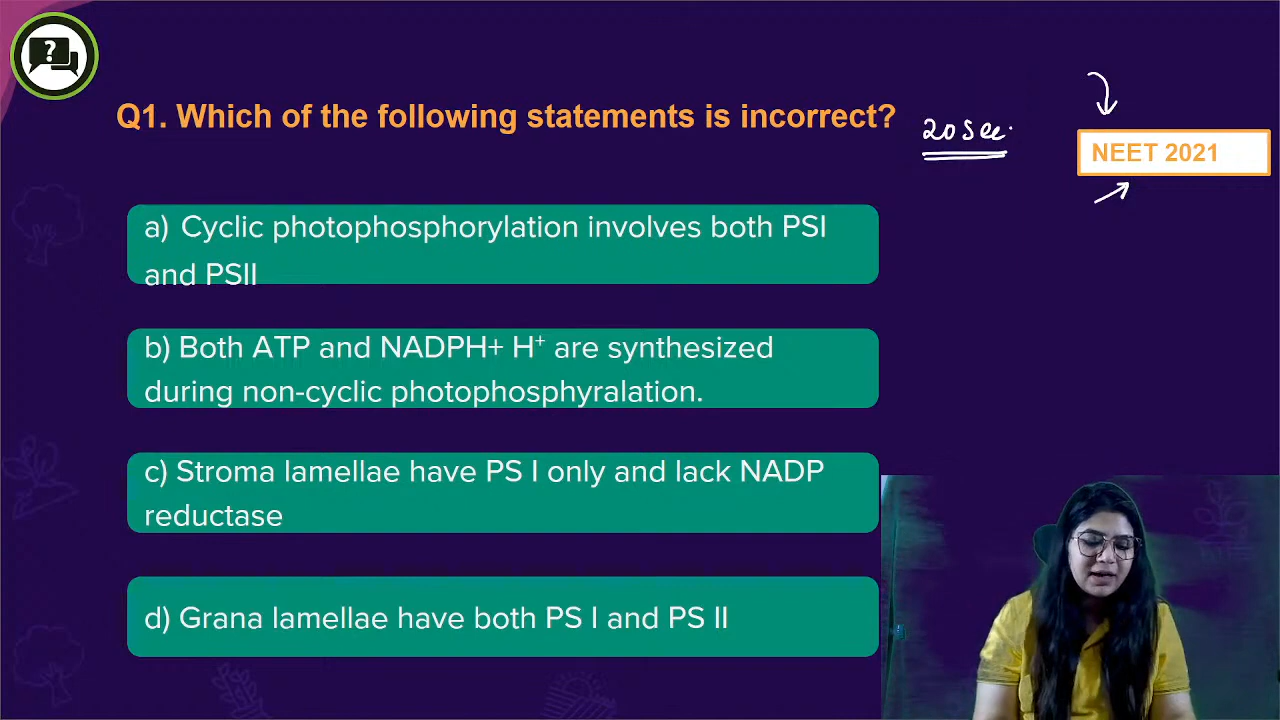 ?
Q1. Which of the following statements is incorrect?
20 sec.
NEET 2021
a) Cyclic photophosphorylation involves both PSI
and PSII
b) Both ATP and NADPH+ H⁺ are synthesized
during non-cyclic photophosphyralation.
c) Stroma lamellae have PS I only and lack NADP
reductase
d) Grana lamellae have both PS I and PS II